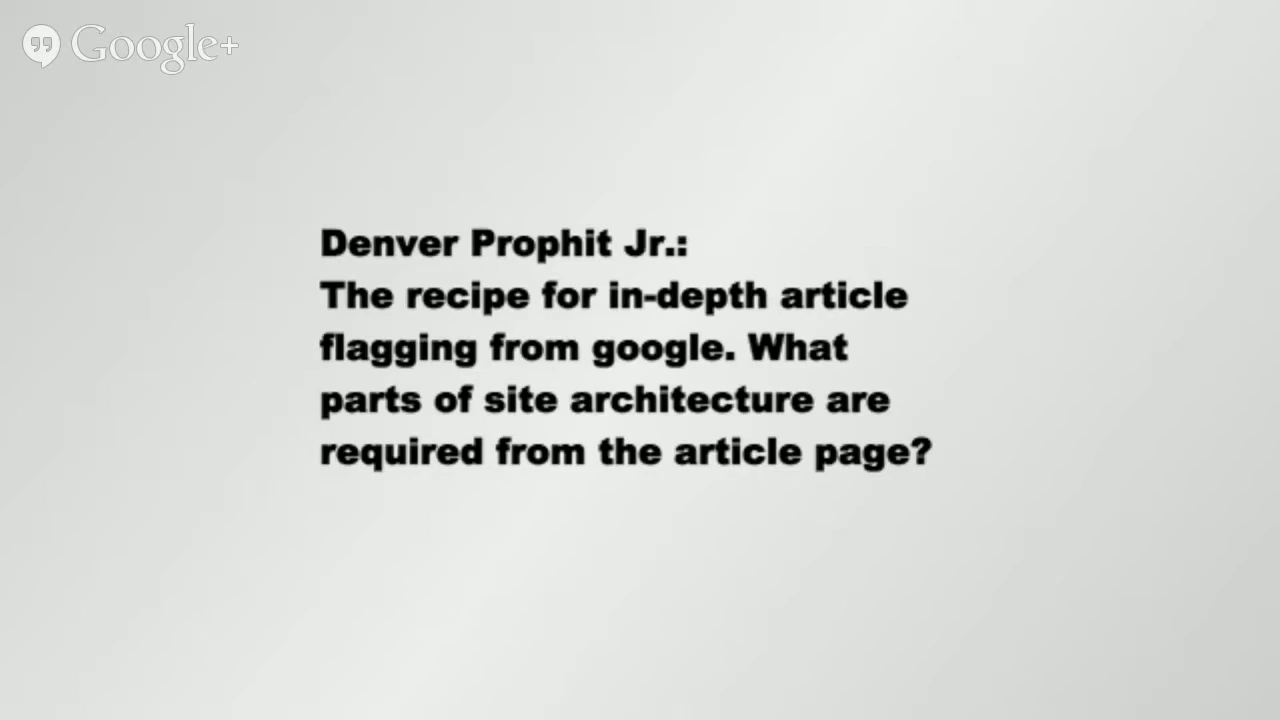 Google+
Denver Prophit Jr.:
The recipe for in-depth article
flagging from google. What
parts of site architecture are
required from the article page?